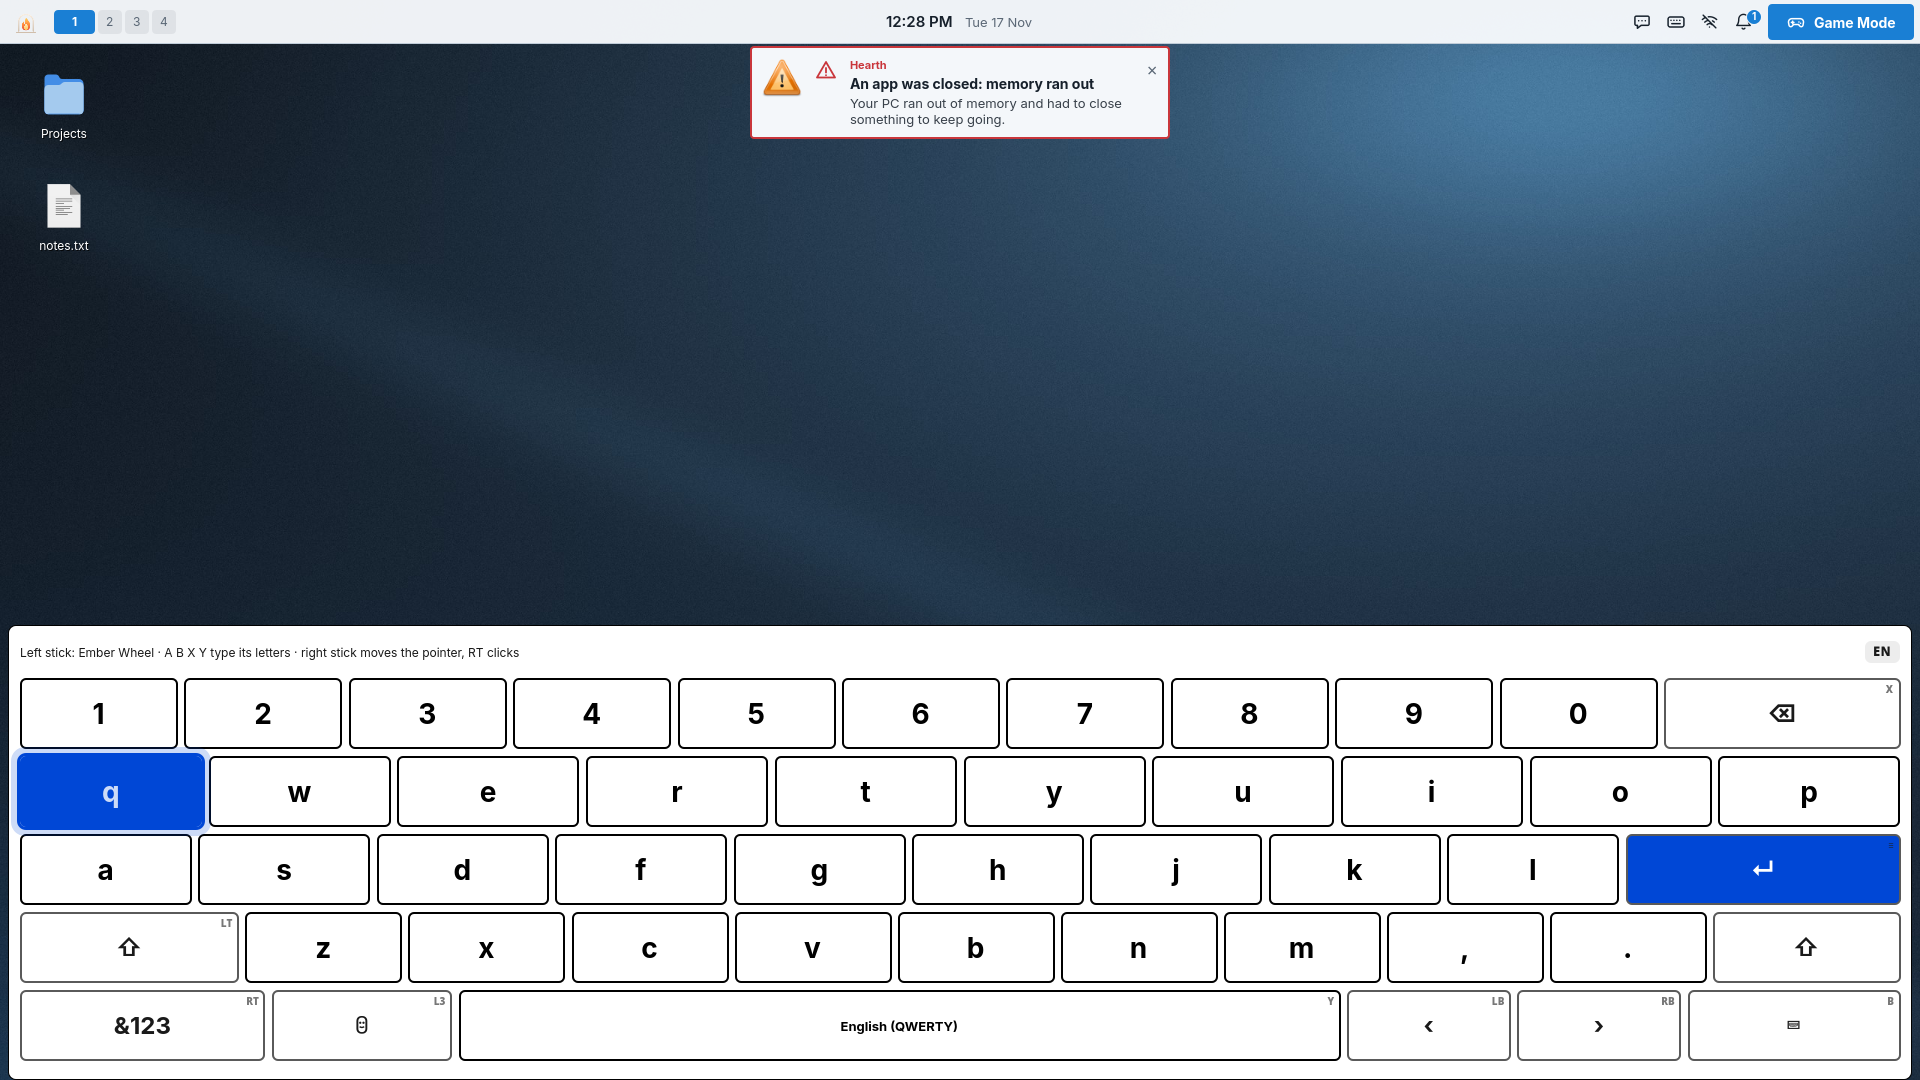 1 2 3 4
12:28 PM Tue 17 Nov
1
Game Mode
Projects
notes.txt
Hearth
An app was closed: memory ran out
Your PC ran out of memory and had to close
something to keep going.
Left stick: Ember Wheel · A B X Y type its letters · right stick moves the pointer, RT clicks
EN
1 2 3 4 5 6 7 8 9 0 X
q w e r t y u i o p
a s d f g h j k l
LT z x c v b n m , .
&123 RT L3 English (QWERTY) Y ‹ LB › RB B